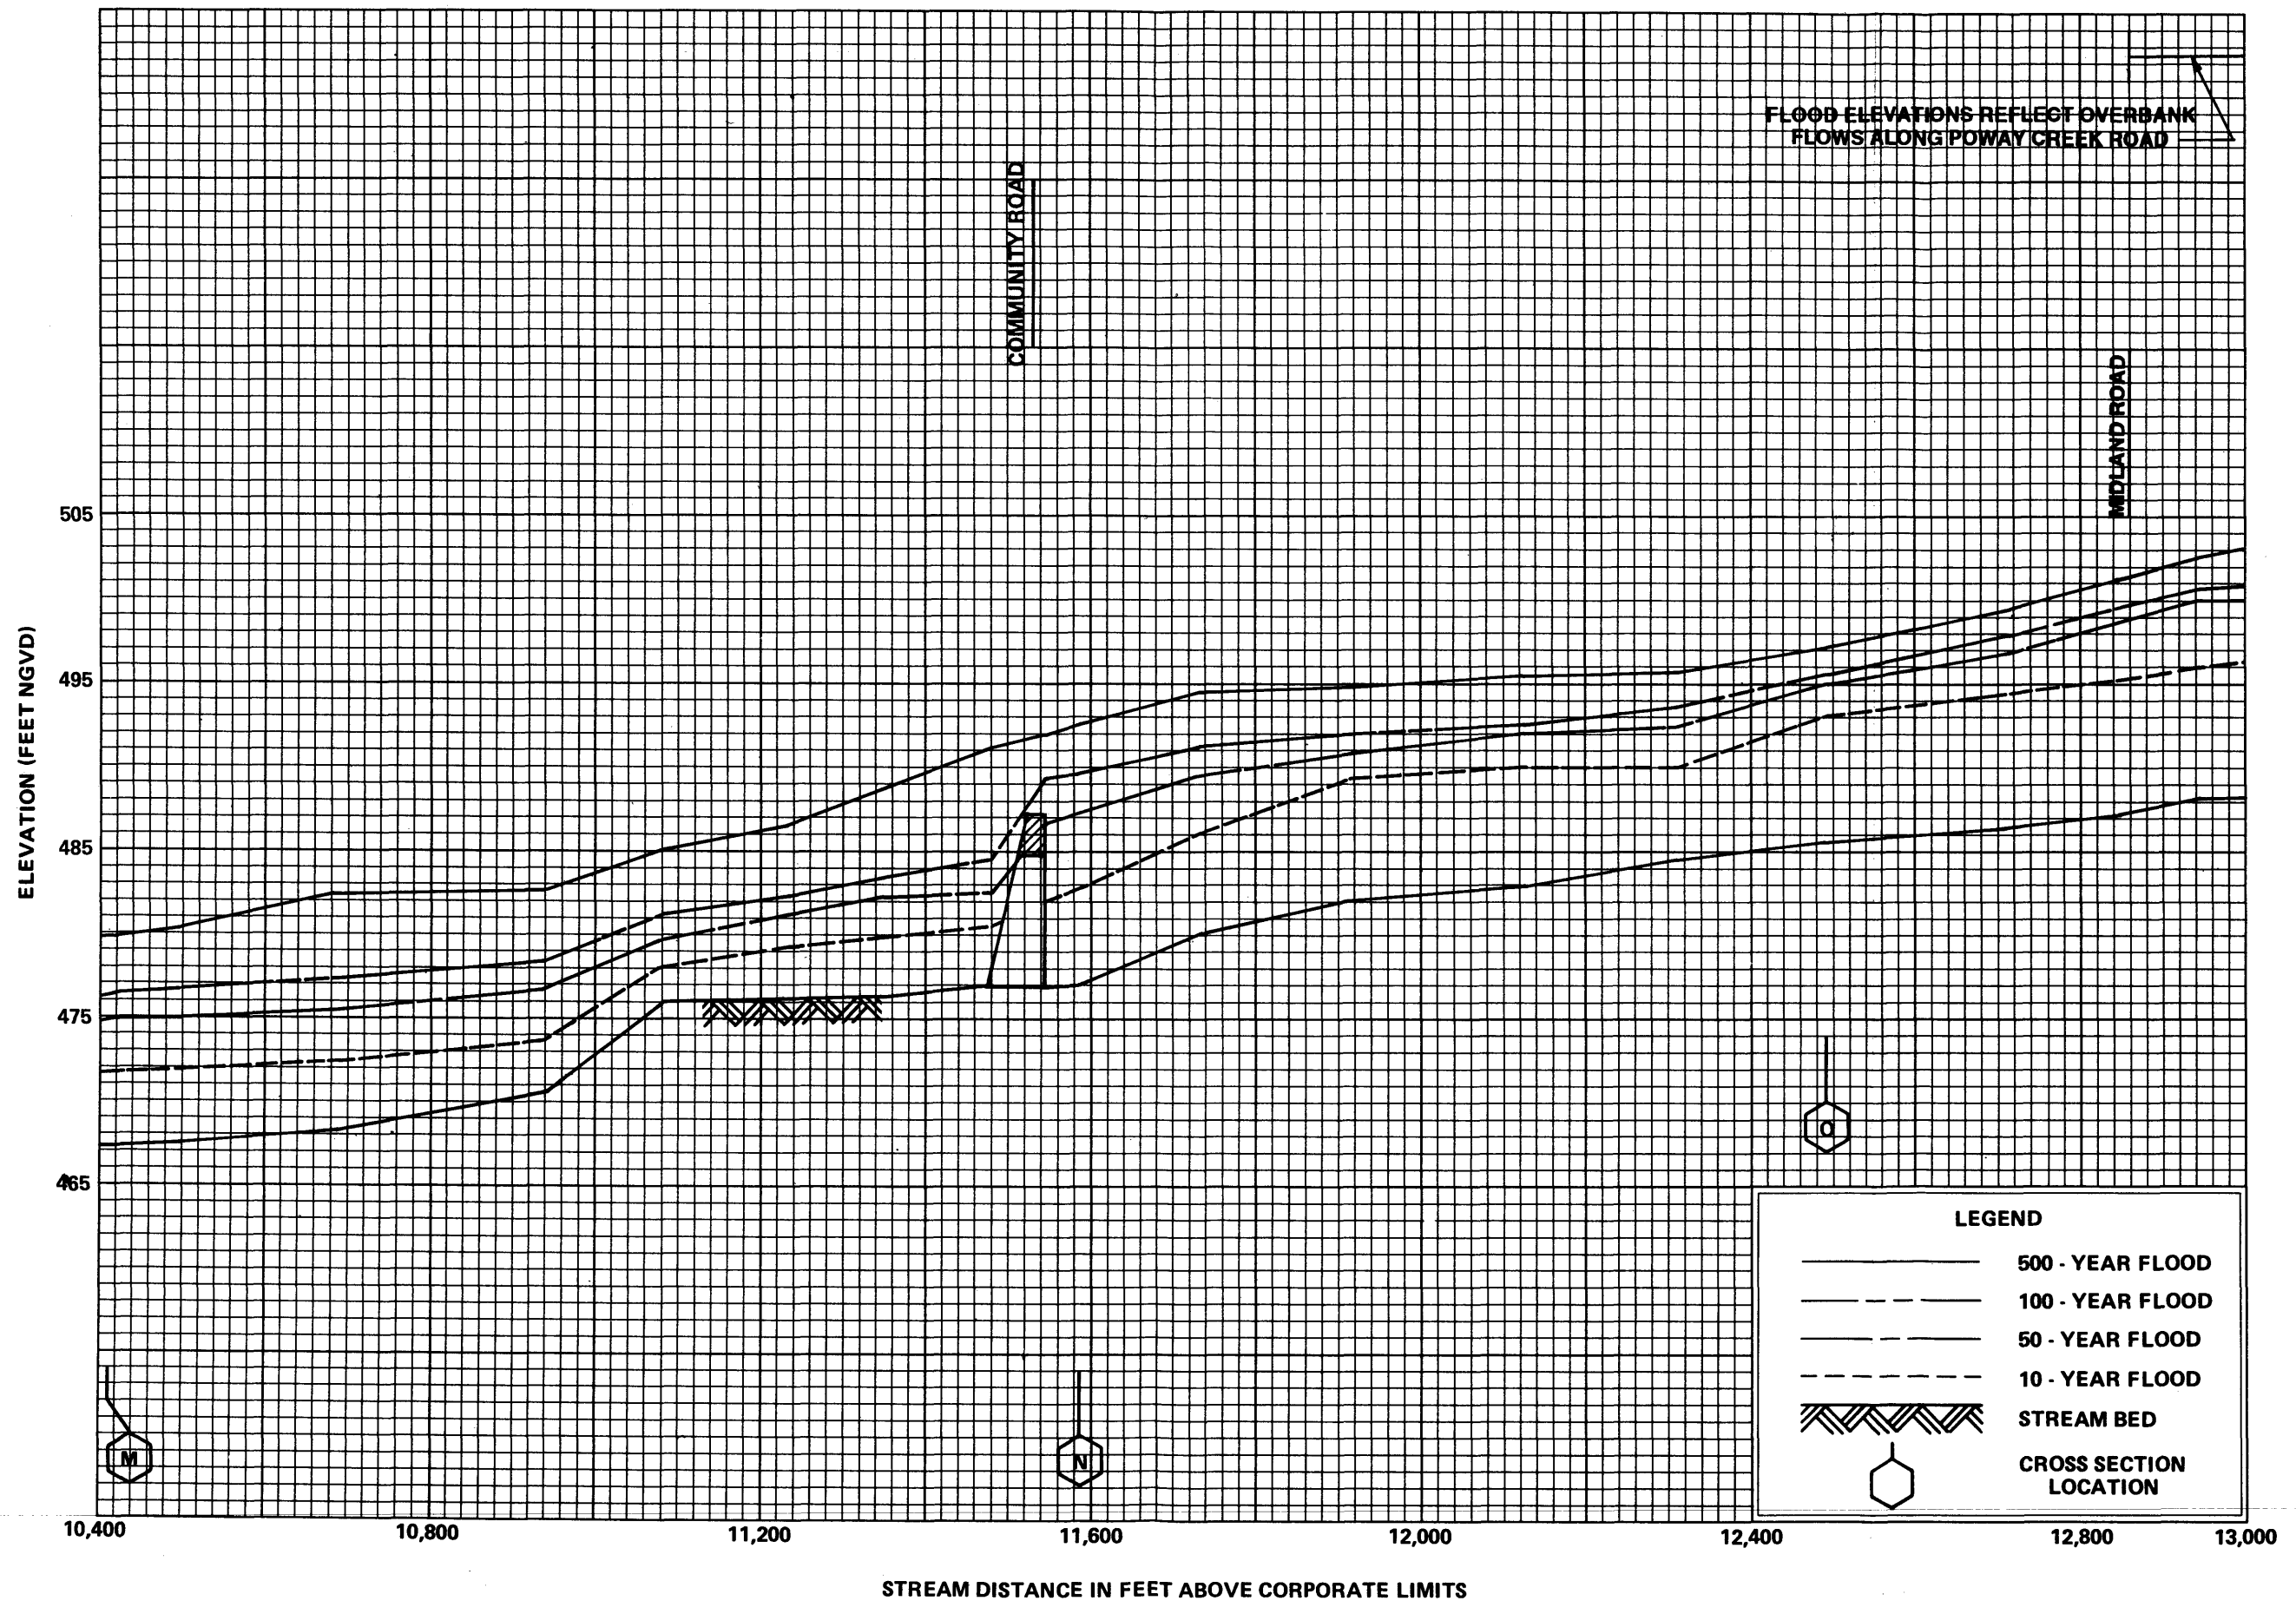 FLOOD ELEVATIONS REFLECT OVERBANK
FLOWS ALONG POWAY CREEK ROAD
COMMUNITY ROAD
MIDLAND ROAD
ELEVATION (FEET NGVD)
505
495
485
475
465
M
N
O
LEGEND
500 - YEAR FLOOD
100 - YEAR FLOOD
50 - YEAR FLOOD
10 - YEAR FLOOD
STREAM BED
CROSS SECTION
LOCATION
10,400
10,800
11,200
11,600
12,000
12,400
12,800
13,000
STREAM DISTANCE IN FEET ABOVE CORPORATE LIMITS